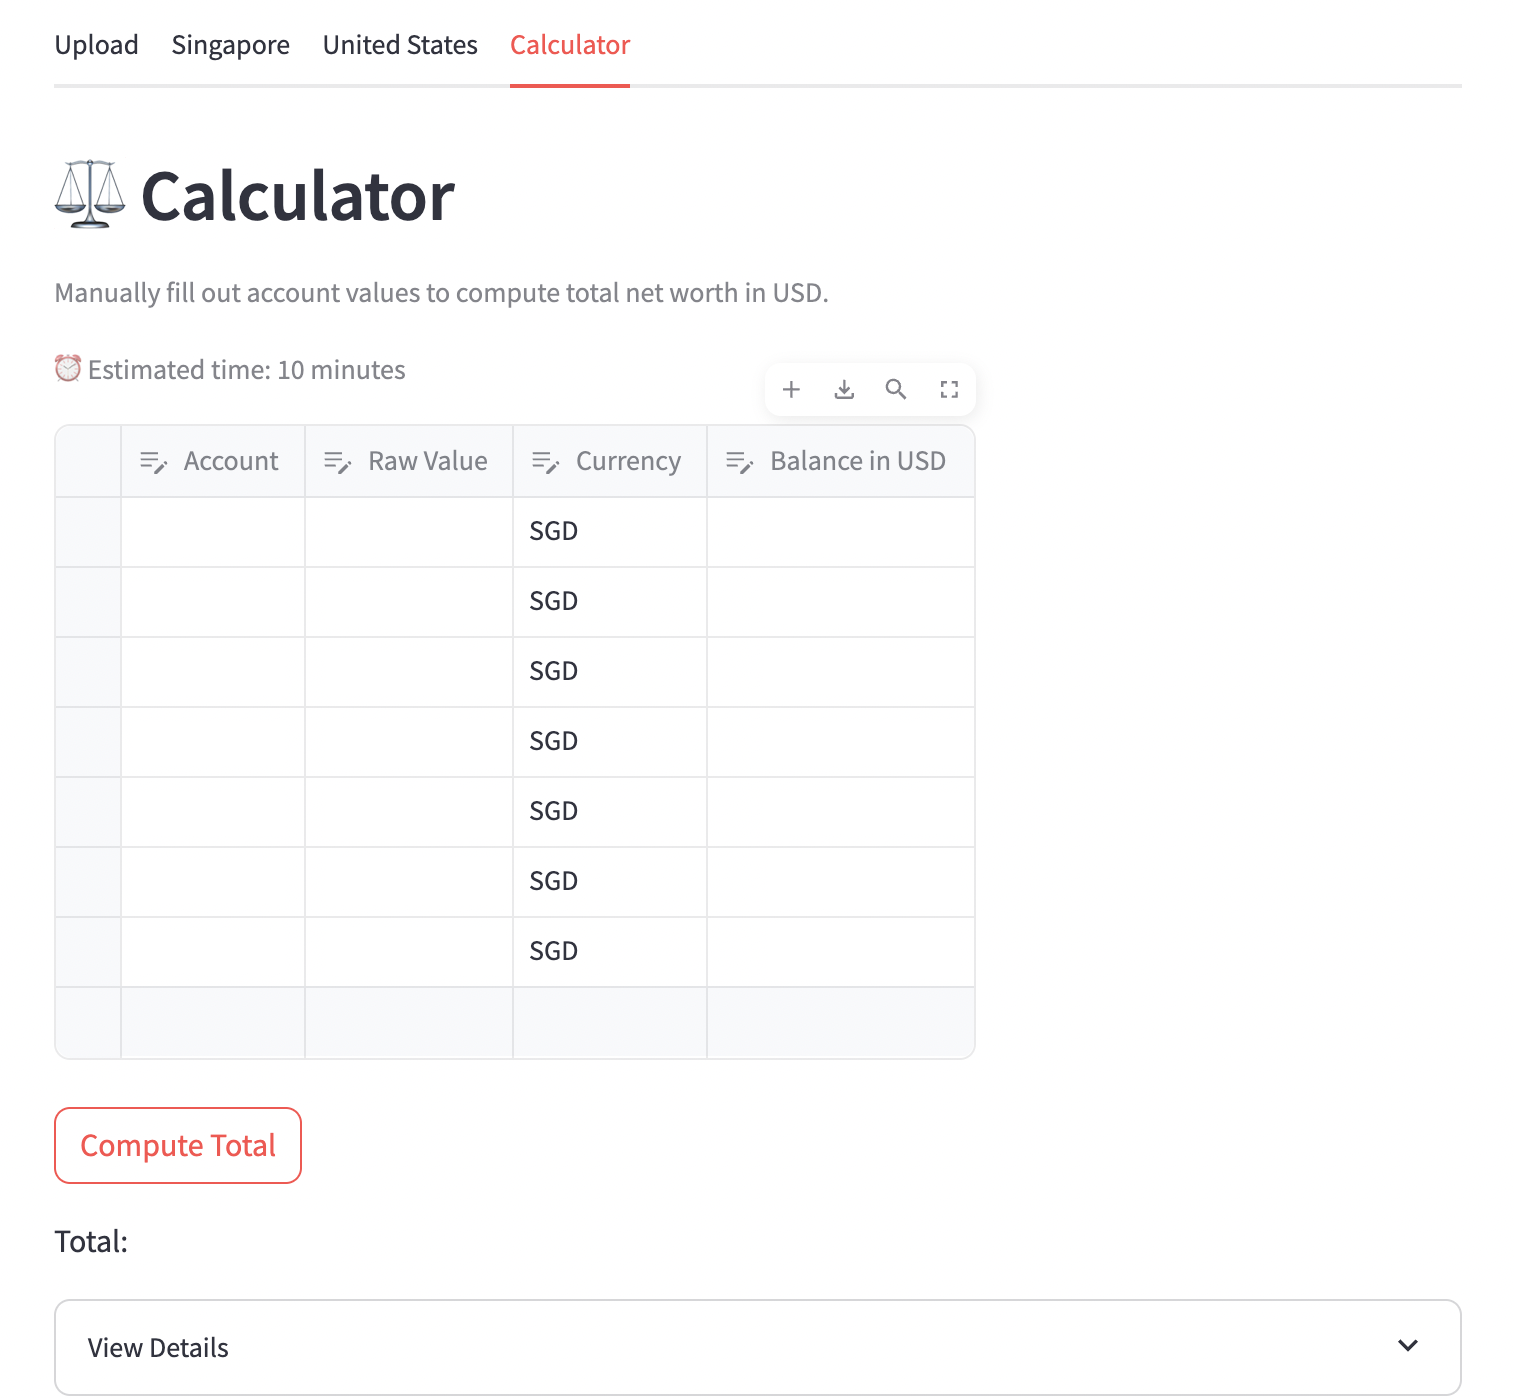 Upload Singapore United States Calculator
Calculator
Manually fill out account values to compute total net worth in USD.
Estimated time: 10 minutes
Account Raw Value Currency Balance in USD
SGD
SGD
SGD
SGD
SGD
SGD
SGD
Compute Total
Total:
View Details